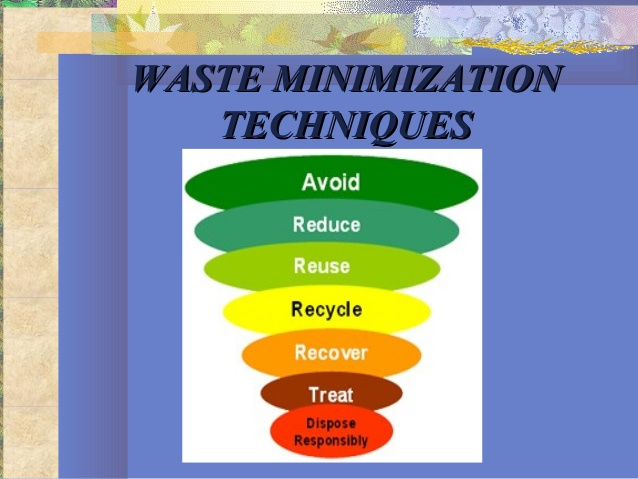 WASTE MINIMIZATION
TECHNIQUES
Avoid
Reduce
Reuse
Recycle
Recover
Treat
Dispose
Responsibly